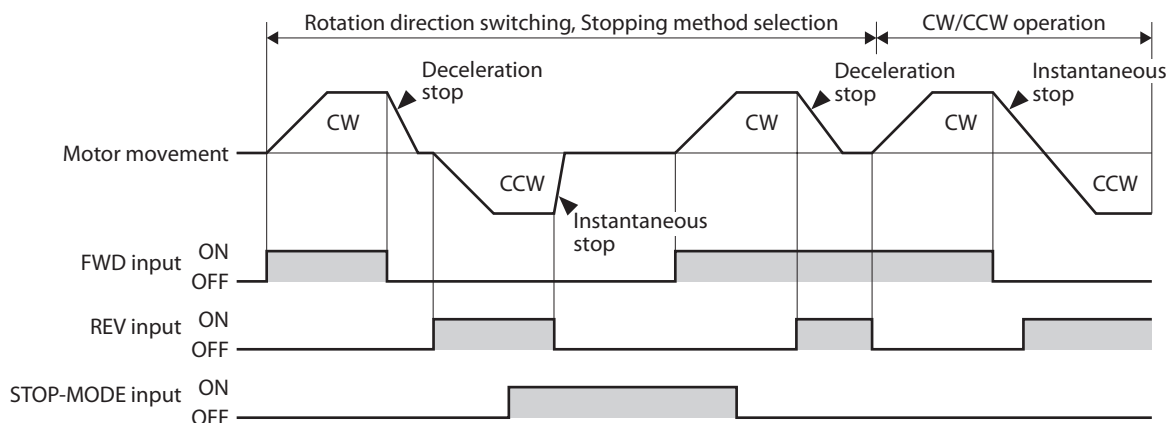 Rotation direction switching, Stopping method selection
CW/CCW operation
Deceleration
stop
Deceleration
stop
Instantaneous
stop
CW
CW
CW
Motor movement
CCW
CCW
Instantaneous
stop
FWD input
ON
OFF
REV input
ON
OFF
STOP-MODE input
ON
OFF